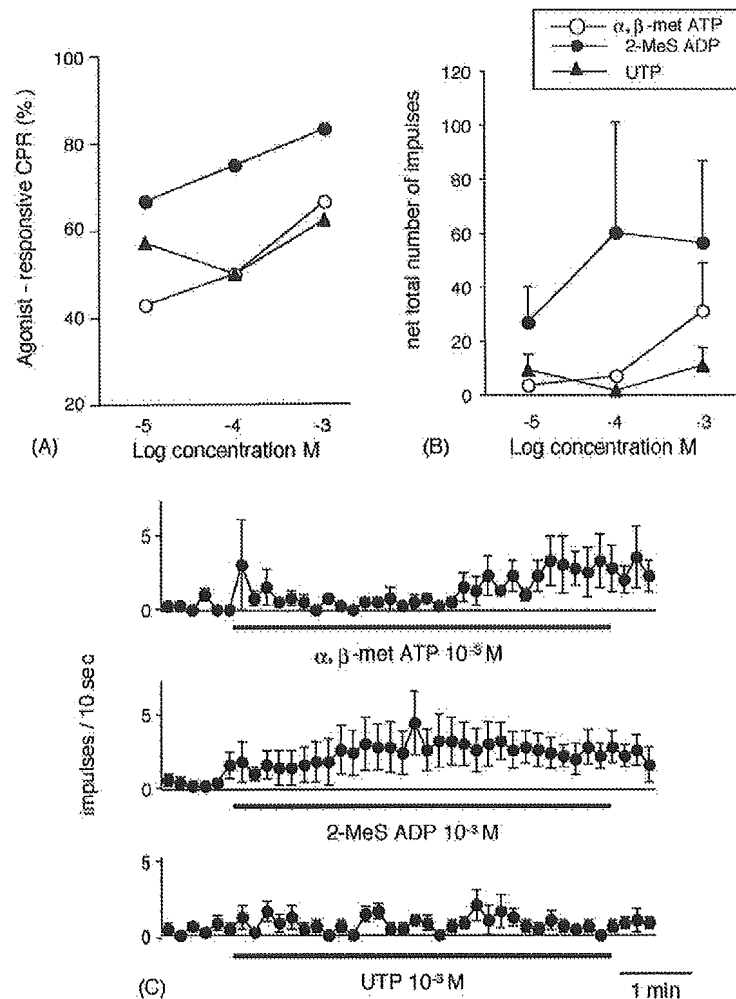 α, β-met ATP
2-MeS ADP
UTP
Agonist - responsive CPR (%)
100
80
60
40
20
-5
-4
-3
Log concentration M
(A)
net total number of impulses
120
100
80
60
40
20
0
-5
-4
-3
Log concentration M
(B)
impulses / 10 sec
5
0
α, β-met ATP 10⁻³ M
5
0
2-MeS ADP 10⁻³ M
5
0
UTP 10⁻³ M
1 min
(C)